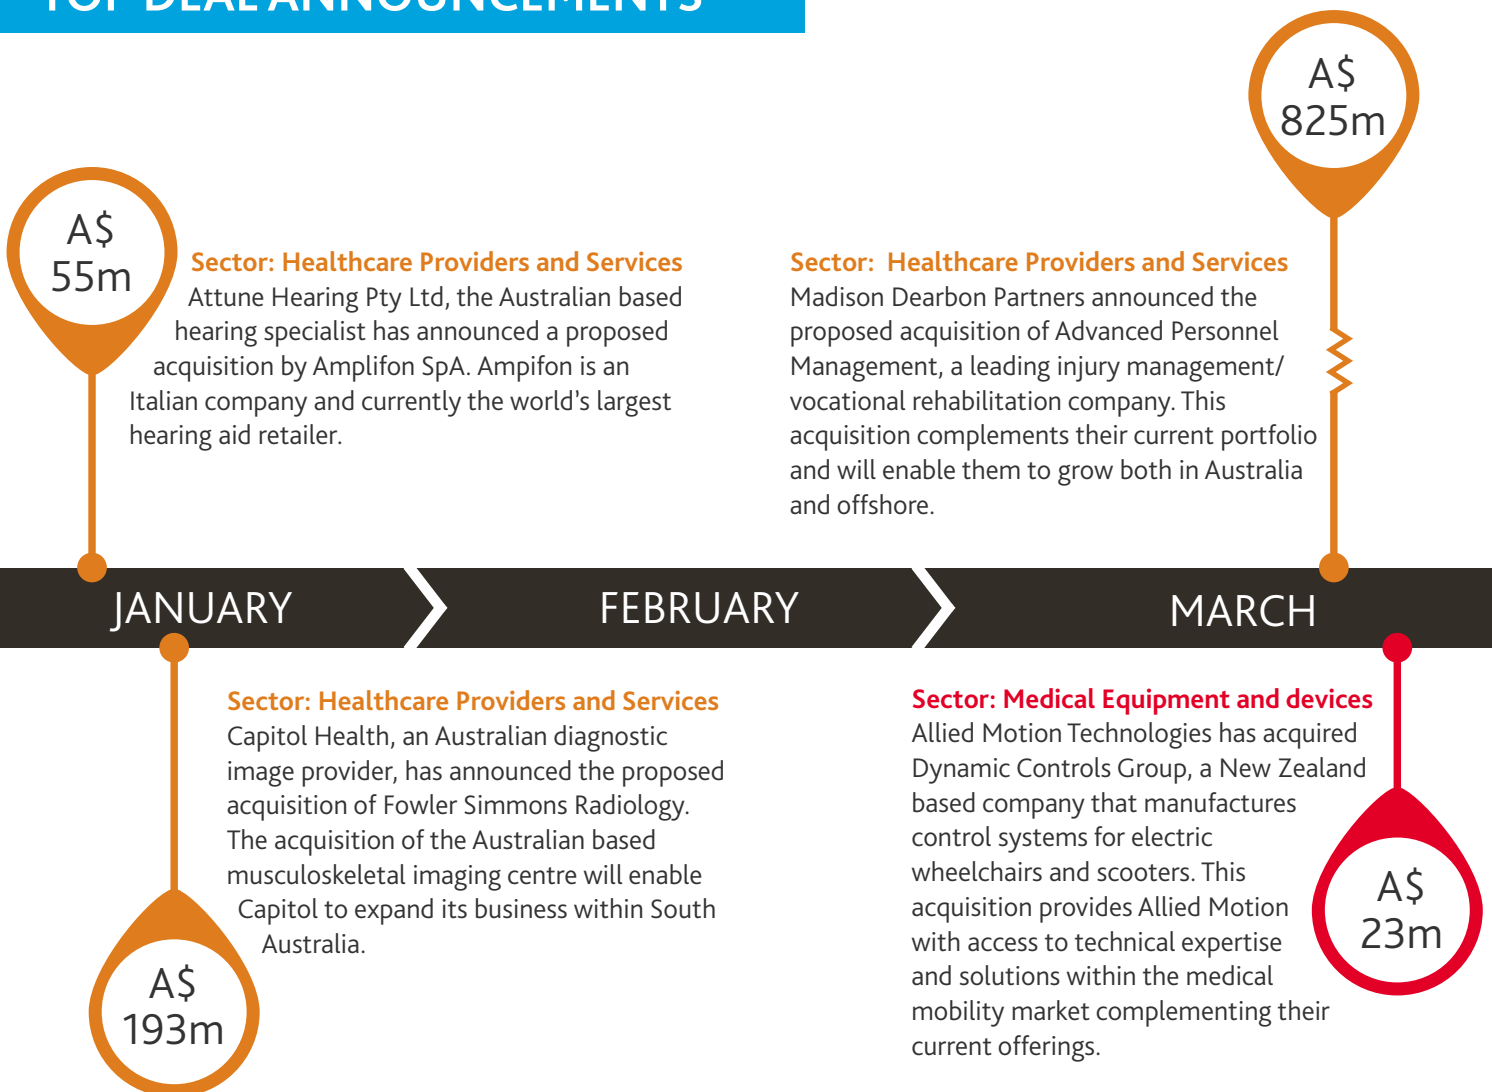 TOP DEAL ANNOUNCEMENTS
A$
825m
A$
55m
Sector: Healthcare Providers and Services
Attune Hearing Pty Ltd, the Australian based
hearing specialist has announced a proposed
acquisition by Amplifon SpA. Ampifon is an
Italian company and currently the world's largest
hearing aid retailer.
Sector: Healthcare Providers and Services
Madison Dearbon Partners announced the
proposed acquisition of Advanced Personnel
Management, a leading injury management/
vocational rehabilitation company. This
acquisition complements their current portfolio
and will enable them to grow both in Australia
and offshore.
JANUARY
FEBRUARY
MARCH
Sector: Healthcare Providers and Services
Capitol Health, an Australian diagnostic
image provider, has announced the proposed
acquisition of Fowler Simmons Radiology.
The acquisition of the Australian based
musculoskeletal imaging centre will enable
Capitol to expand its business within South
Australia.
A$
193m
Sector: Medical Equipment and devices
Allied Motion Technologies has acquired
Dynamic Controls Group, a New Zealand
based company that manufactures
control systems for electric
wheelchairs and scooters. This
acquisition provides Allied Motion
with access to technical expertise
and solutions within the medical
mobility market complementing their
current offerings.
A$
23m